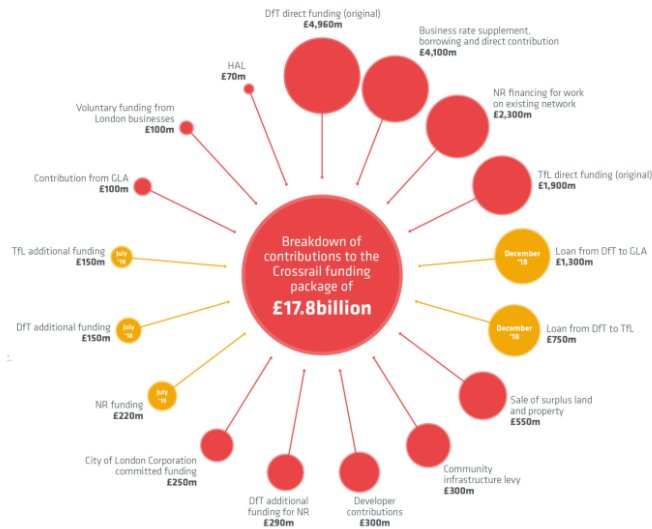 DfT direct funding (original)
£4,960m
Business rate supplement,
borrowing and direct contribution
£4,100m
NR financing for work
on existing network
£2,300m
TfL direct funding (original)
£1,900m
December
'18
Loan from DfT to GLA
£1,300m
December
'18
Loan from DfT to TfL
£750m
Sale of surplus land
and property
£550m
Community
infrastructure levy
£300m
Developer
contributions
£300m
DfT additional
funding for NR
£290m
City of London Corporation
committed funding
£250m
July
'18
NR funding
£220m
July
'18
DfT additional funding
£150m
July
'18
TfL additional funding
£150m
Contribution from GLA
£100m
Voluntary funding from
London businesses
£100m
HAL
£70m
Breakdown of
contributions to the
Crossrail funding
package of
£17.8billion